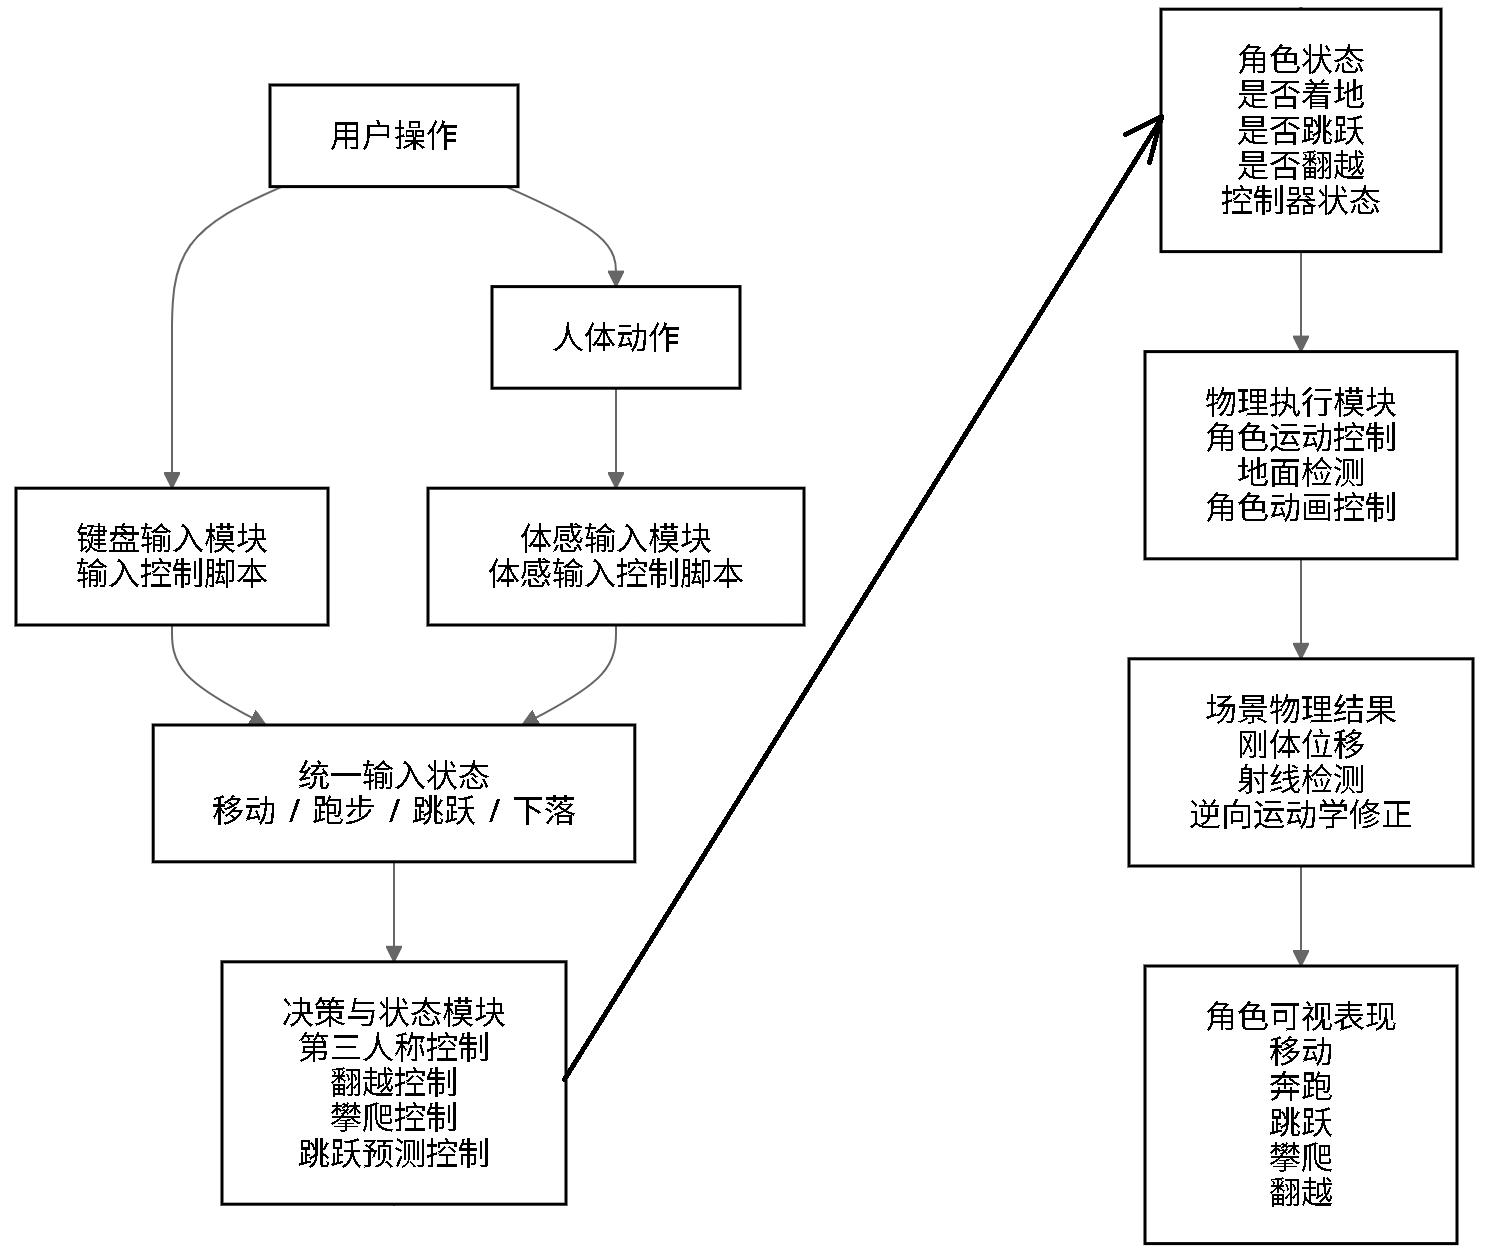 用户操作
人体动作
键盘输入模块
输入控制脚本
体感输入模块
体感输入控制脚本
统一输入状态
移动 / 跑步 / 跳跃 / 下落
决策与状态模块
第三人称控制
翻越控制
攀爬控制
跳跃预测控制
角色状态
是否着地
是否跳跃
是否翻越
控制器状态
物理执行模块
角色运动控制
地面检测
角色动画控制
场景物理结果
刚体位移
射线检测
逆向运动学修正
角色可视表现
移动
奔跑
跳跃
攀爬
翻越